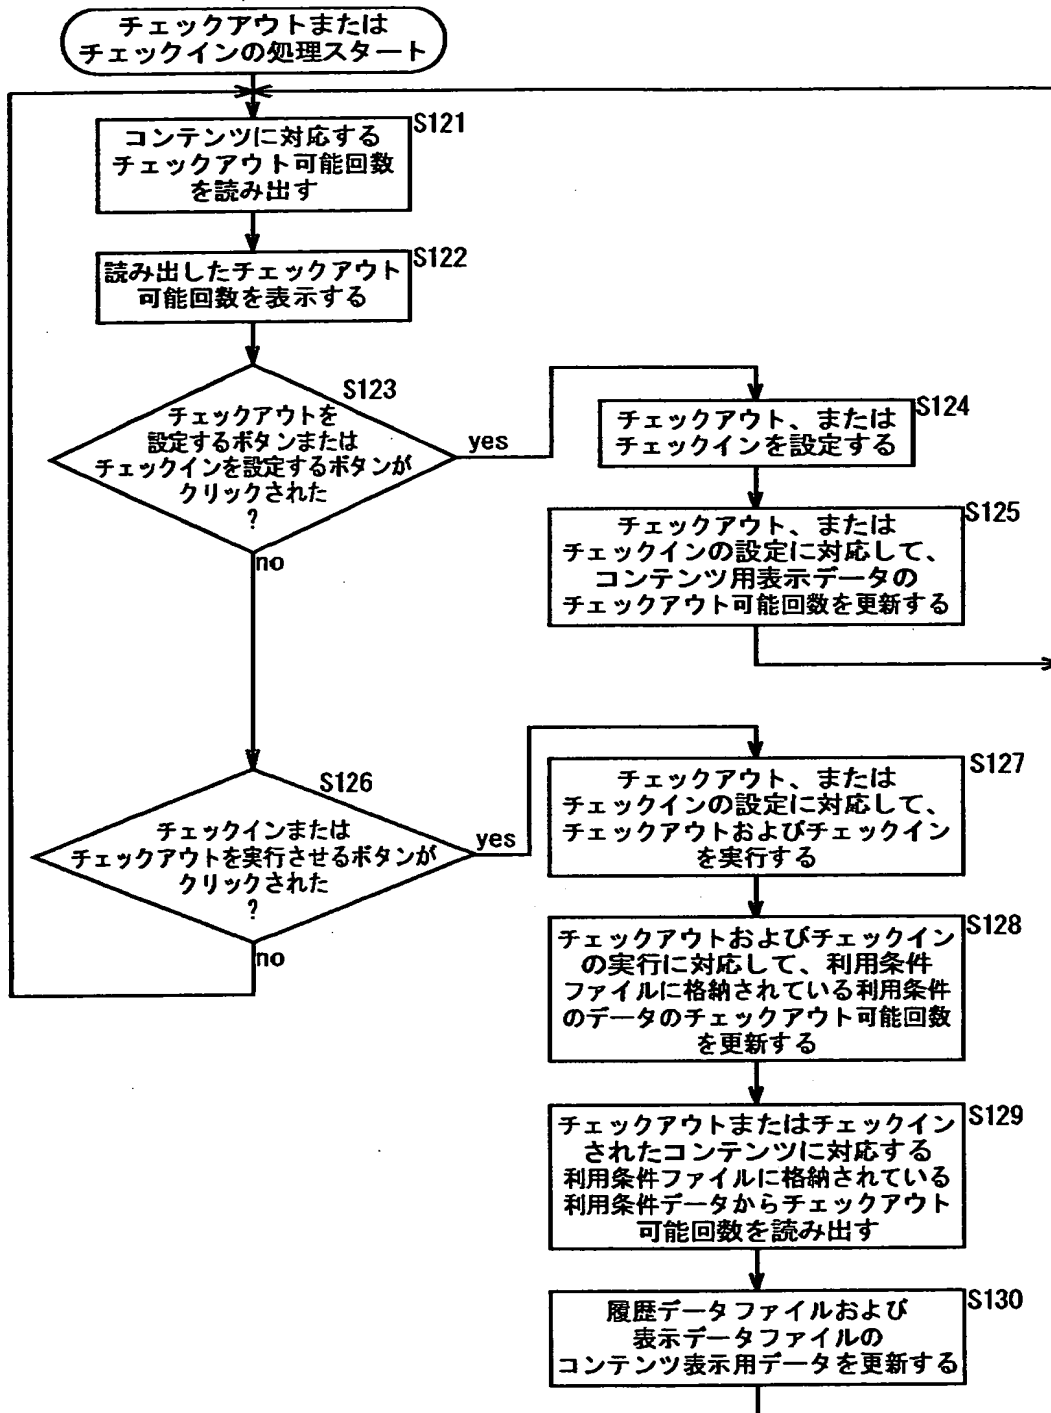 チェックアウトまたは
チェックインの処理スタート
S121
コンテンツに対応する
チェックアウト可能回数
を読み出す
S122
読み出したチェックアウト
可能回数を表示する
S123
チェックアウトを
設定するボタンまたは
チェックインを設定するボタンが
クリックされた
?
yes
no
S124
チェックアウト、または
チェックインを設定する
S125
チェックアウト、または
チェックインの設定に対応して、
コンテンツ用表示データの
チェックアウト可能回数を更新する
S126
チェックインまたは
チェックアウトを実行させるボタンが
クリックされた
?
yes
no
S127
チェックアウト、または
チェックインの設定に対応して、
チェックアウトおよびチェックイン
を実行する
S128
チェックアウトおよびチェックイン
の実行に対応して、利用条件
ファイルに格納されている利用条件
のデータのチェックアウト可能回数
を更新する
S129
チェックアウトまたはチェックイン
されたコンテンツに対応する
利用条件ファイルに格納されている
利用条件データからチェックアウト
可能回数を読み出す
S130
履歴データファイルおよび
表示データファイルの
コンテンツ表示用データを更新する